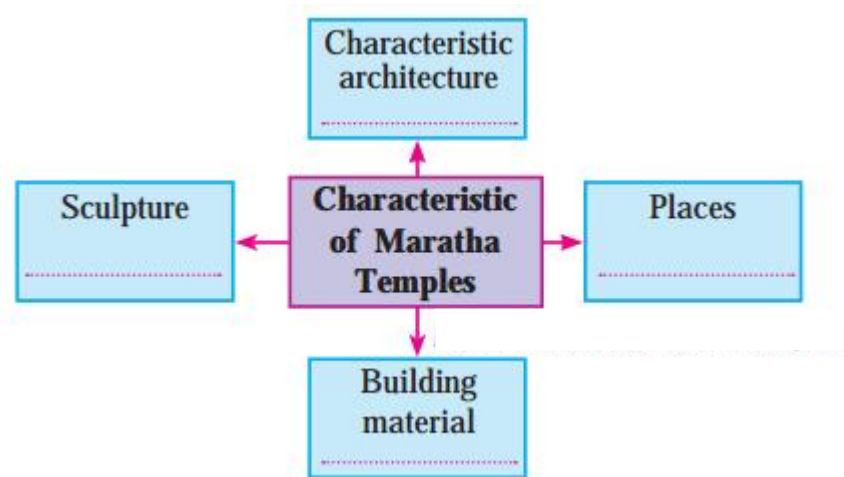 Characteristic
architecture
Sculpture
Characteristic
of Maratha
Temples
Places
Building
material